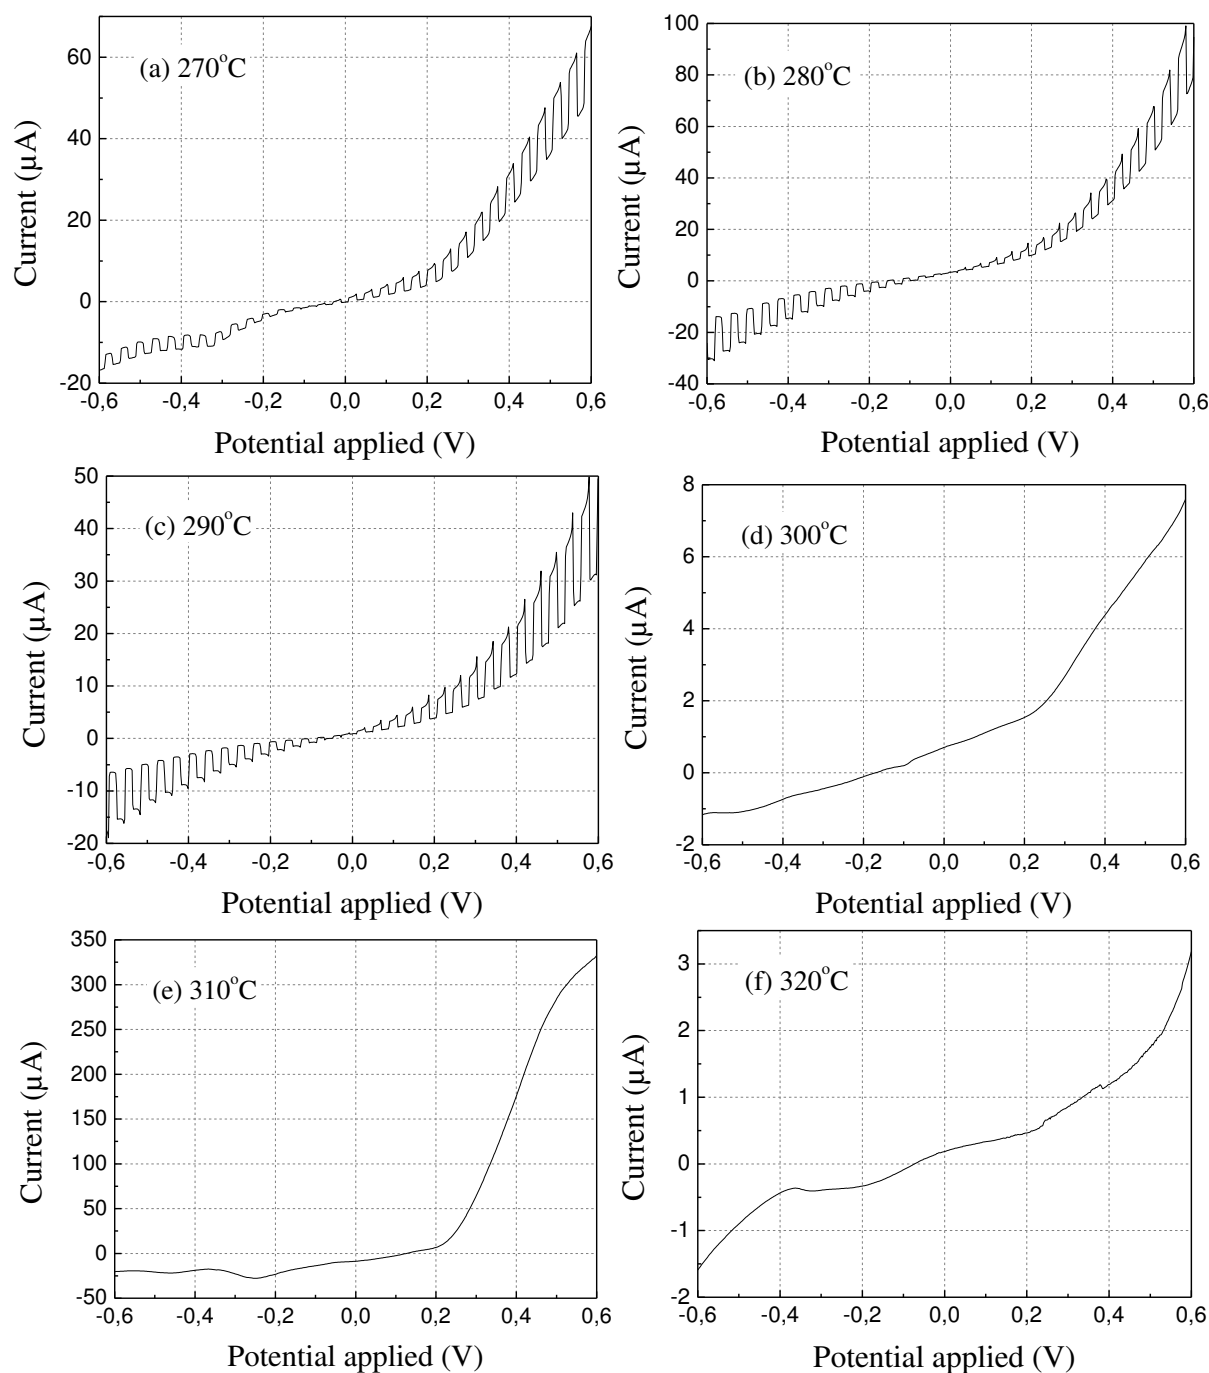 (a) 270°C
Current (µA)
60
40
20
0
-20
-0,6 -0,4 -0,2 0,0 0,2 0,4 0,6
Potential applied (V)
(b) 280°C
Current (µA)
100
80
60
40
20
0
-20
-40
-0,6 -0,4 -0,2 0,0 0,2 0,4 0,6
Potential applied (V)
(c) 290°C
Current (µA)
50
40
30
20
10
0
-10
-20
-0,6 -0,4 -0,2 0,0 0,2 0,4 0,6
Potential applied (V)
(d) 300°C
Current (µA)
8
6
4
2
0
-2
-0,6 -0,4 -0,2 0,0 0,2 0,4 0,6
Potential applied (V)
(e) 310°C
Current (µA)
350
300
250
200
150
100
50
0
-50
-0,6 -0,4 -0,2 0,0 0,2 0,4 0,6
Potential applied (V)
(f) 320°C
Current (µA)
3
2
1
0
-1
-2
-0,6 -0,4 -0,2 0,0 0,2 0,4 0,6
Potential applied (V)